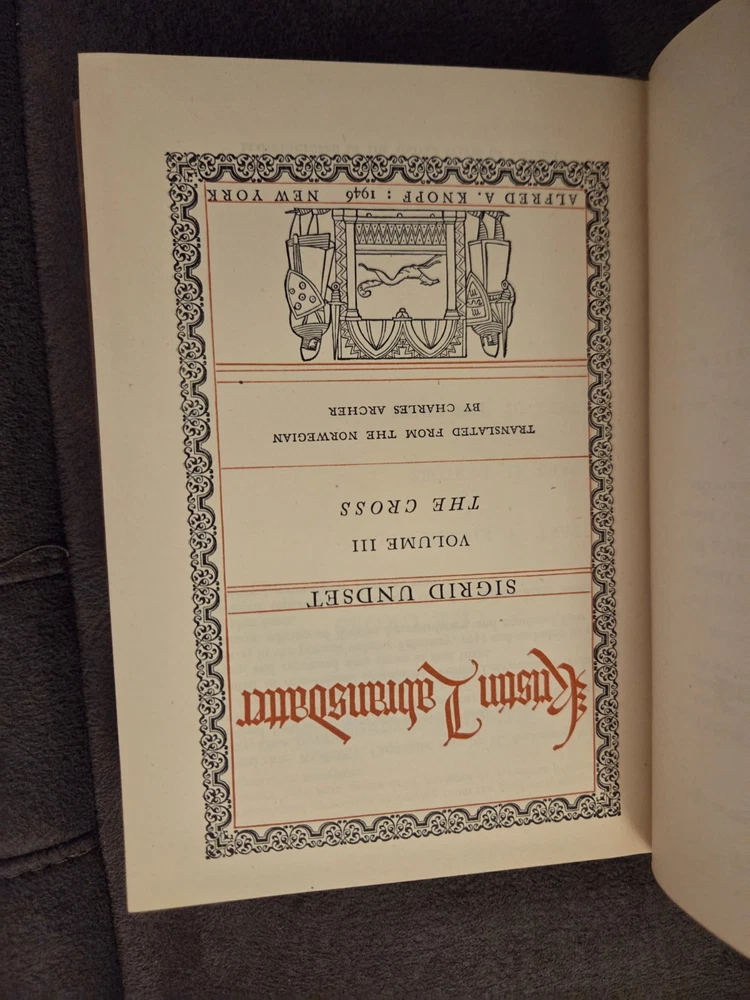 Kristin Labransdatter
SIGRID UNDSET
VOLUME III
THE CROSS
TRANSLATED FROM THE NORWEGIAN
BY CHARLES ARCHER
ALFRED A. KNOPF : 1946 NEW YORK